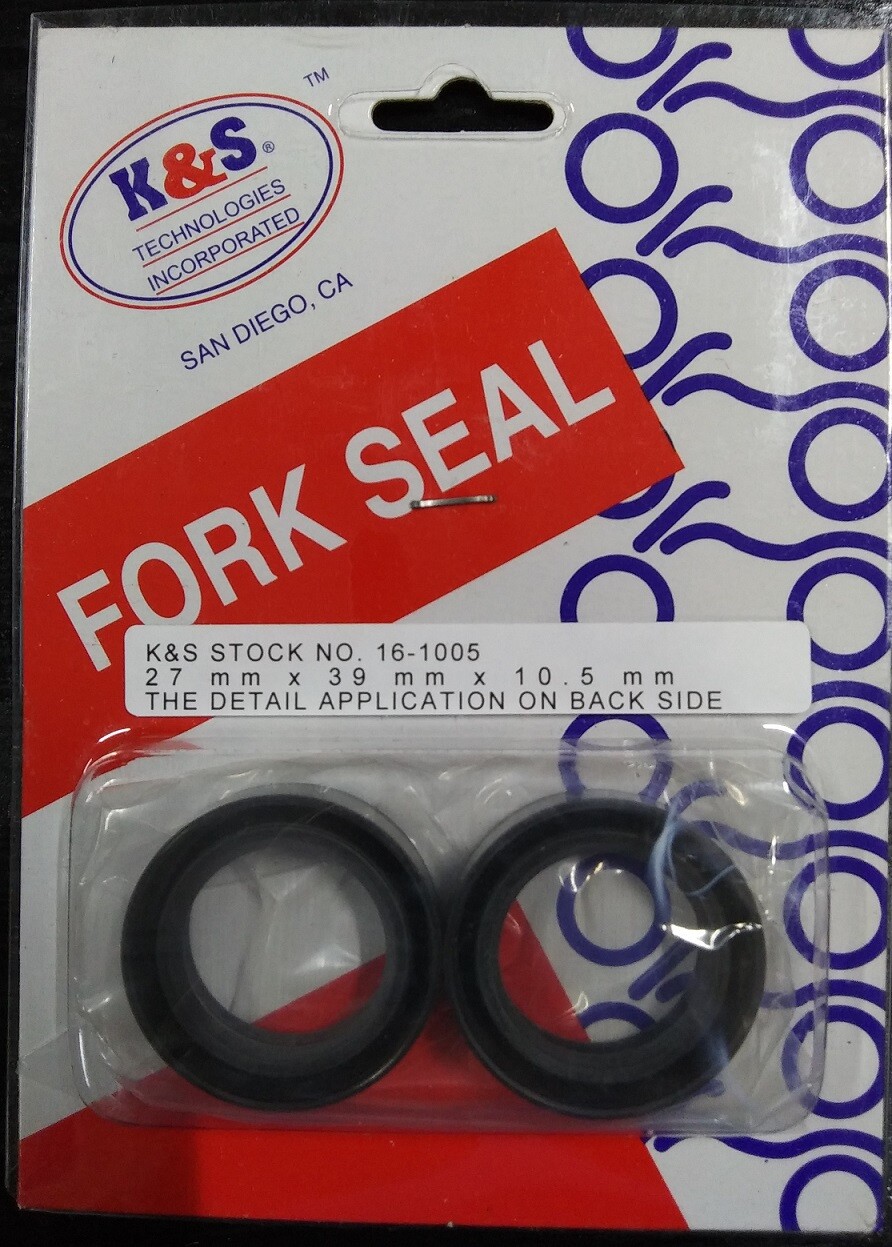 TM
K&S®
TECHNOLOGIES
INCORPORATED
SAN DIEGO, CA
FORK SEAL
K&S STOCK NO. 16-1005
27 mm x 39 mm x 10.5 mm
THE DETAIL APPLICATION ON BACK SIDE